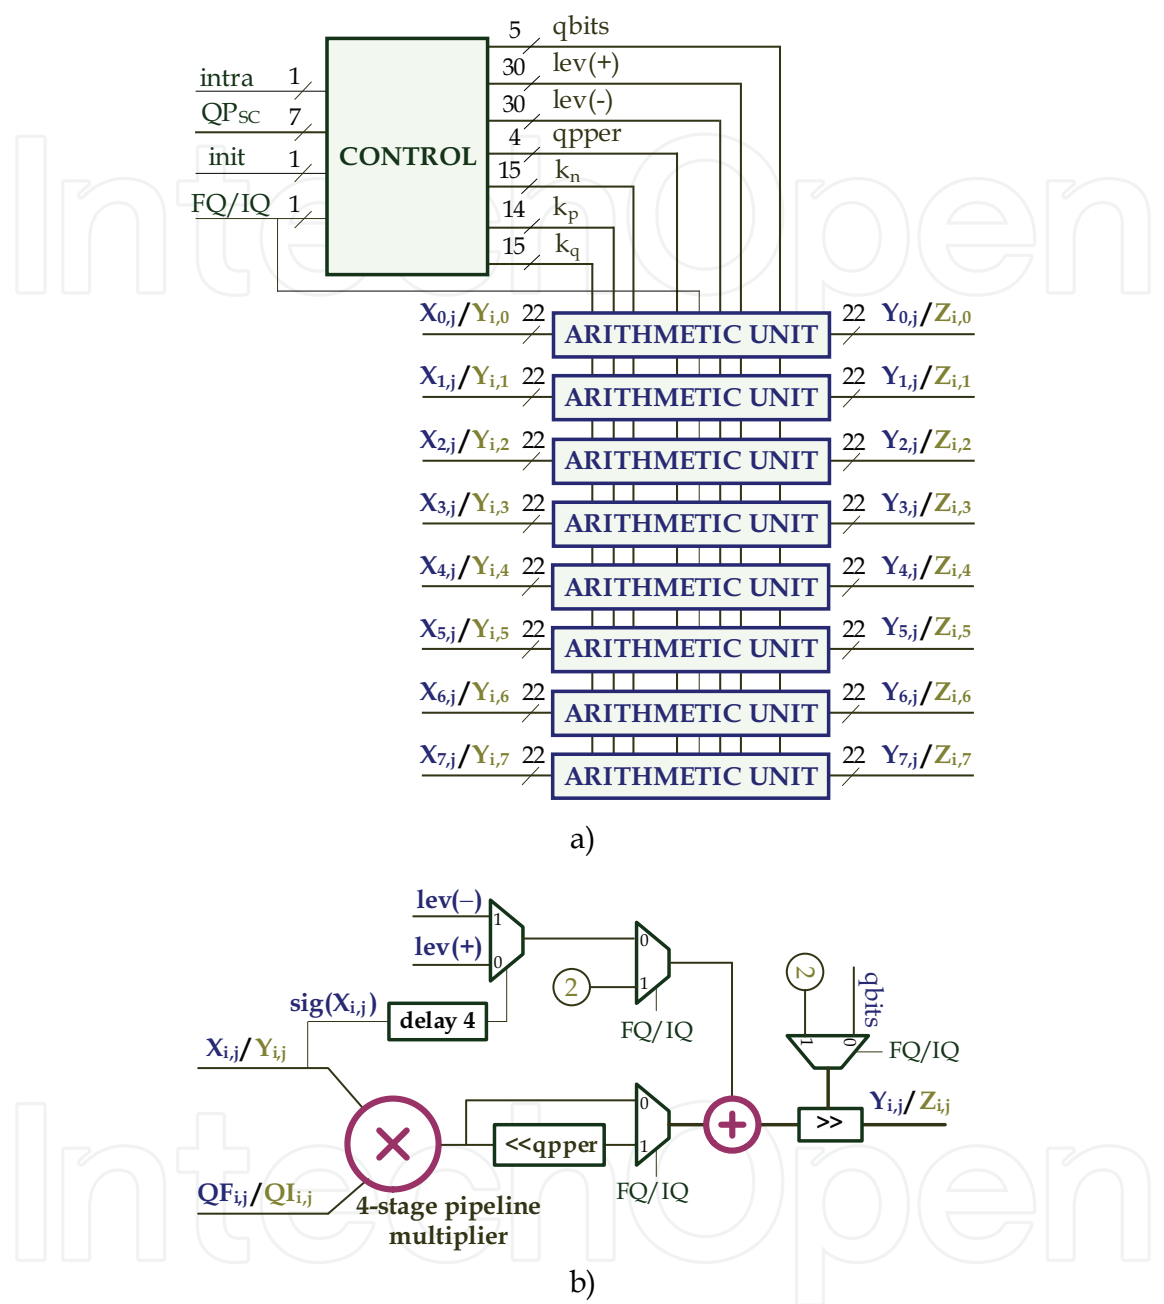 5 qbits
30 lev(+)
30 lev(-)
4 qpper
15 kn
14 kp
15 kq
intra 1
QPSC 7
init 1
FQ/IQ 1
CONTROL
X0,j/Yi,0 22 ARITHMETIC UNIT 22 Y0,j/Zi,0
X1,j/Yi,1 22 ARITHMETIC UNIT 22 Y1,j/Zi,1
X2,j/Yi,2 22 ARITHMETIC UNIT 22 Y2,j/Zi,2
X3,j/Yi,3 22 ARITHMETIC UNIT 22 Y3,j/Zi,3
X4,j/Yi,4 22 ARITHMETIC UNIT 22 Y4,j/Zi,4
X5,j/Yi,5 22 ARITHMETIC UNIT 22 Y5,j/Zi,5
X6,j/Yi,6 22 ARITHMETIC UNIT 22 Y6,j/Zi,6
X7,j/Yi,7 22 ARITHMETIC UNIT 22 Y7,j/Zi,7
IntechOpen
a)
lev(−) 1
lev(+) 0
0
2 1
FQ/IQ
sig(Xi,j) delay 4
2 qbits
1 0
FQ/IQ
Xi,j/Yi,j
×
0
<<qpper 1
FQ/IQ
+
>>
Yi,j/Zi,j
QFi,j/QIi,j
4-stage pipeline
multiplier
IntechOpen
b)